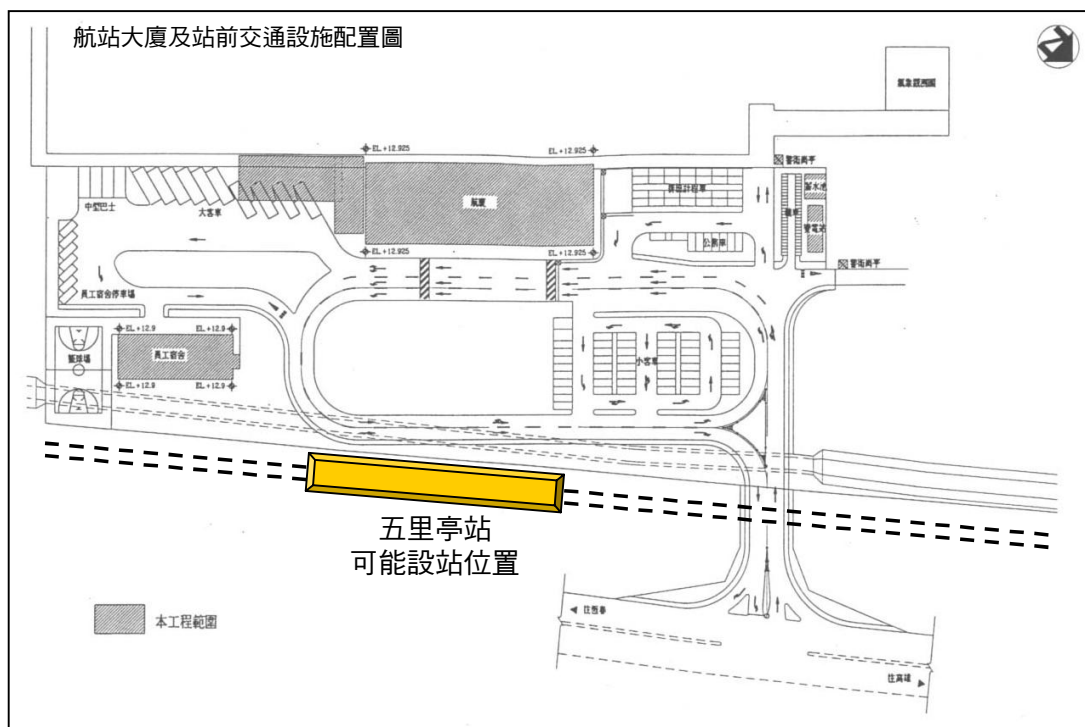 航站大廈及站前交通設施配置圖
氣象觀測園
EL +12.925
EL +12.925
警衛崗亭
中型巴士
大客車
航廈
排班計程車
機車
蓄水池
變電站
公務車
EL +12.925
EL +12.925
警衛崗亭
員工宿舍停車場
EL +12.9
EL +12.9
籃球場
員工宿舍
小客車
EL +12.9
EL +12.9
五里亭站
可能設站位置
本工程範圍
往恆春
往高雄